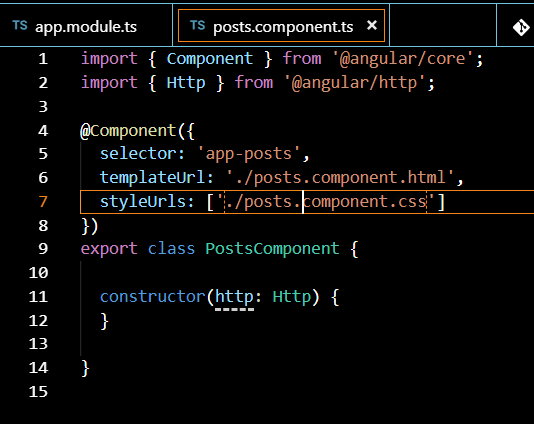 TS app.module.ts
TS posts.component.ts ×
1 import { Component } from '@angular/core';
2 import { Http } from '@angular/http';
3
4 @Component({
5   selector: 'app-posts',
6   templateUrl: './posts.component.html',
7   styleUrls: ['./posts.component.css']
8 })
9 export class PostsComponent {
10
11   constructor(http: Http) {
12   }
13
14 }
15